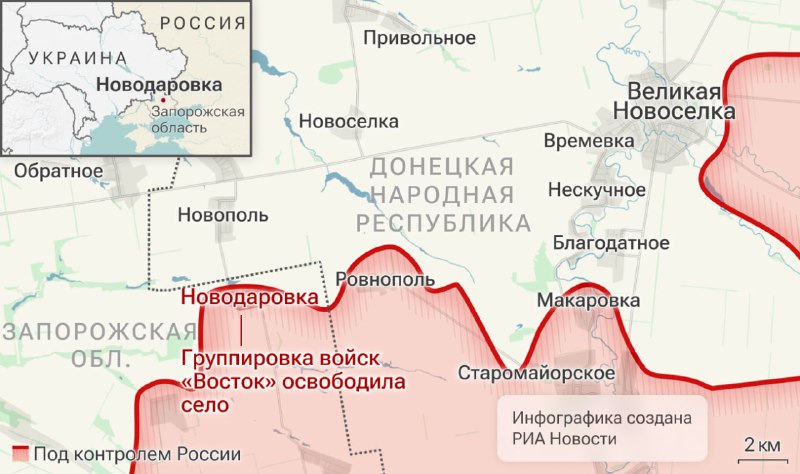 РОССИЯ
УКРАИНА
Новодаровка
Запорожская
область
Привольное
Великая
Новоселка
Новоселка
Времевка
Обратное
ДОНЕЦКАЯ
НАРОДНАЯ
РЕСПУБЛИКА
Нескучное
Новополь
Благодатное
Ровнополь
Новодаровка
Макаровка
ЗАПОРОЖСКАЯ
ОБЛ.
Группировка войск
«Восток» освободила
село
Старомайорское
Инфографика создана
РИА Новости
Под контролем России
2 км